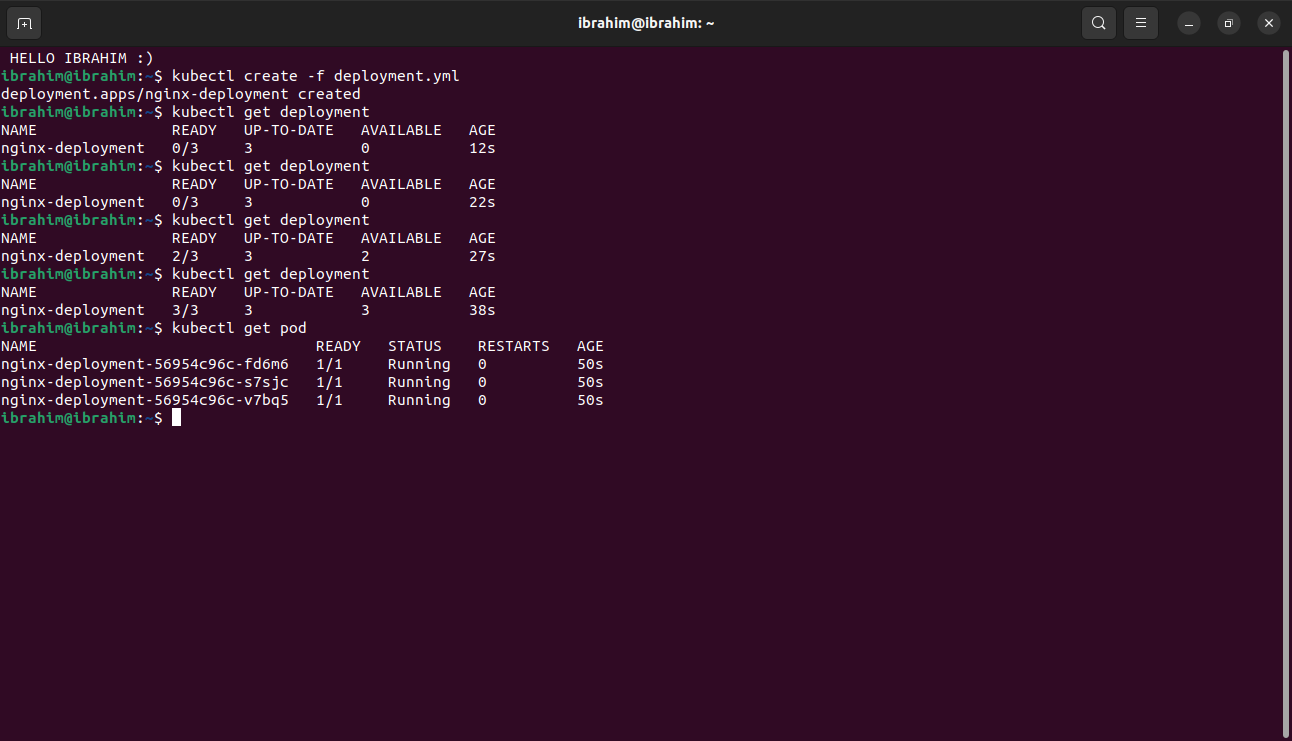 ibrahim@ibrahim: ~
HELLO IBRAHIM :)
ibrahim@ibrahim:~$ kubectl create -f deployment.yml
deployment.apps/nginx-deployment created
ibrahim@ibrahim:~$ kubectl get deployment
NAME               READY   UP-TO-DATE   AVAILABLE   AGE
nginx-deployment   0/3     3            0           12s
ibrahim@ibrahim:~$ kubectl get deployment
NAME               READY   UP-TO-DATE   AVAILABLE   AGE
nginx-deployment   0/3     3            0           22s
ibrahim@ibrahim:~$ kubectl get deployment
NAME               READY   UP-TO-DATE   AVAILABLE   AGE
nginx-deployment   2/3     3            2           27s
ibrahim@ibrahim:~$ kubectl get deployment
NAME               READY   UP-TO-DATE   AVAILABLE   AGE
nginx-deployment   3/3     3            3           38s
ibrahim@ibrahim:~$ kubectl get pod
NAME                               READY   STATUS    RESTARTS   AGE
nginx-deployment-56954c96c-fd6m6   1/1     Running   0          50s
nginx-deployment-56954c96c-s7sjc   1/1     Running   0          50s
nginx-deployment-56954c96c-v7bq5   1/1     Running   0          50s
ibrahim@ibrahim:~$